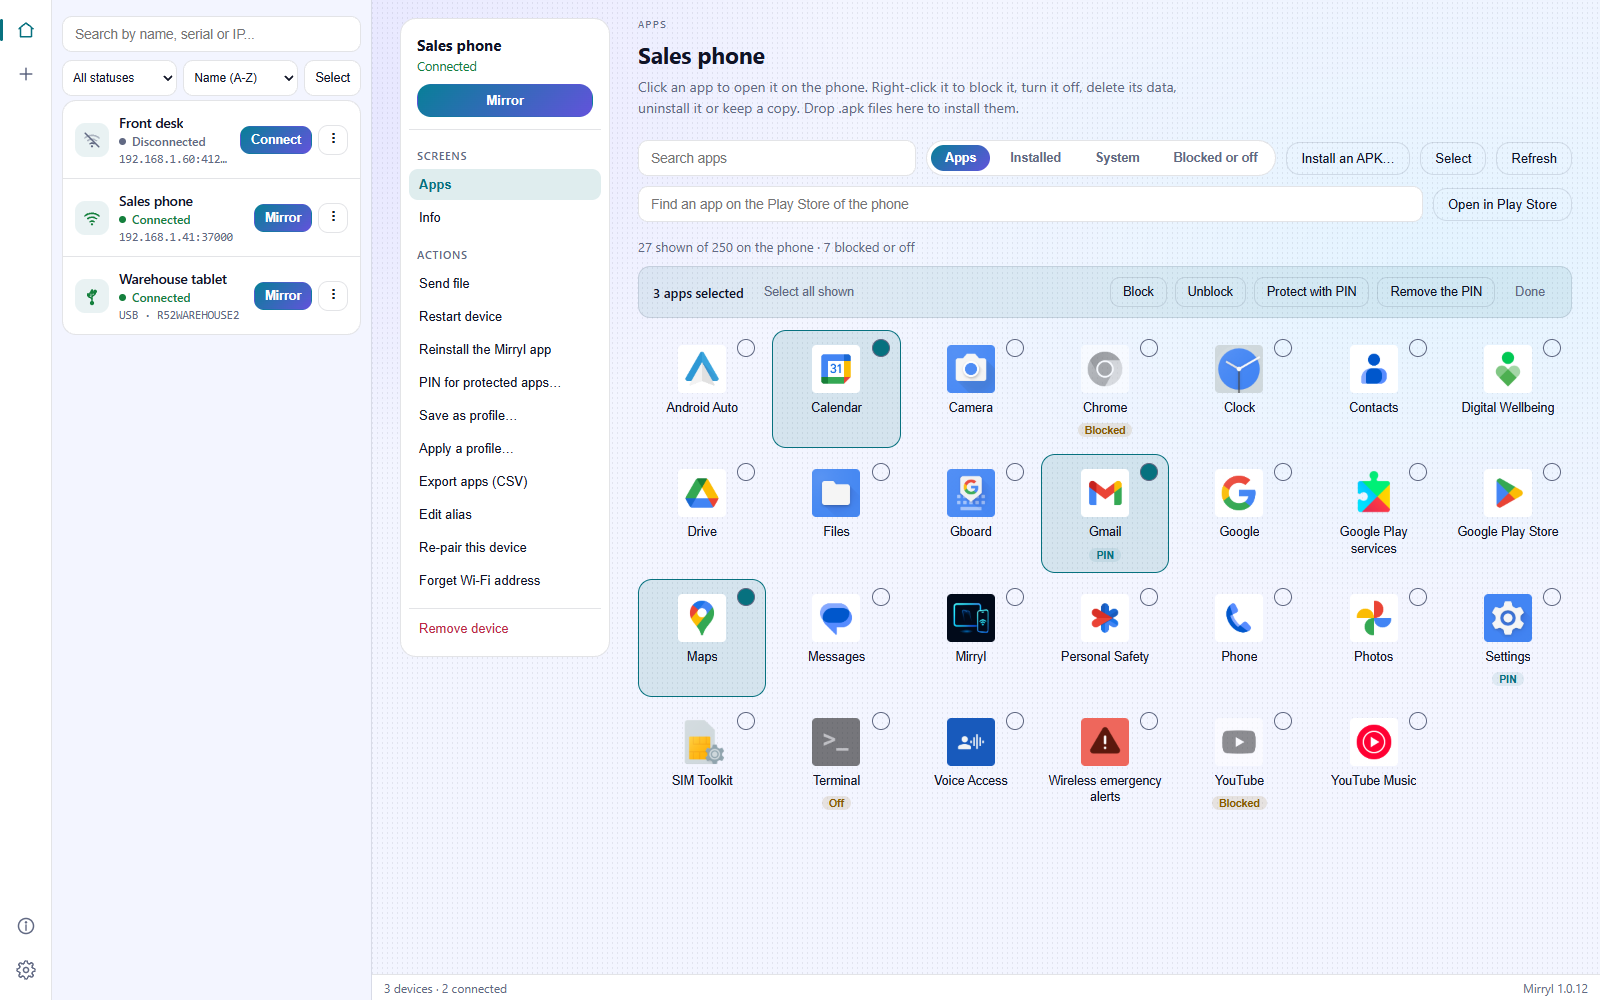 Search by name, serial or IP...
All statuses
Name (A-Z)
Select
Front desk
Disconnected
192.168.1.60:412…
Connect
Sales phone
Connected
192.168.1.41:37000
Mirror
Warehouse tablet
Connected
USB · R52WAREHOUSE2
Mirror
Sales phone
Connected
Mirror
SCREENS
Apps
Info
ACTIONS
Send file
Restart device
Reinstall the Mirryl app
PIN for protected apps…
Save as profile…
Apply a profile…
Export apps (CSV)
Edit alias
Re-pair this device
Forget Wi-Fi address
Remove device
APPS
Sales phone
Click an app to open it on the phone. Right-click it to block it, turn it off, delete its data,
uninstall it or keep a copy. Drop .apk files here to install them.
Search apps
Apps
Installed
System
Blocked or off
Install an APK…
Select
Refresh
Find an app on the Play Store of the phone
Open in Play Store
27 shown of 250 on the phone · 7 blocked or off
3 apps selected
Select all shown
Block
Unblock
Protect with PIN
Remove the PIN
Done
Android Auto
31
Calendar
Camera
Chrome
Blocked
Clock
Contacts
Digital Wellbeing
Drive
Files
Gboard
Gmail
PIN
Google
Google Play
services
Google Play Store
Maps
Messages
Mirryl
Personal Safety
Phone
Photos
Settings
PIN
SIM Toolkit
>_
Terminal
Off
Voice Access
Wireless emergency
alerts
YouTube
Blocked
YouTube Music
3 devices · 2 connected
Mirryl 1.0.12